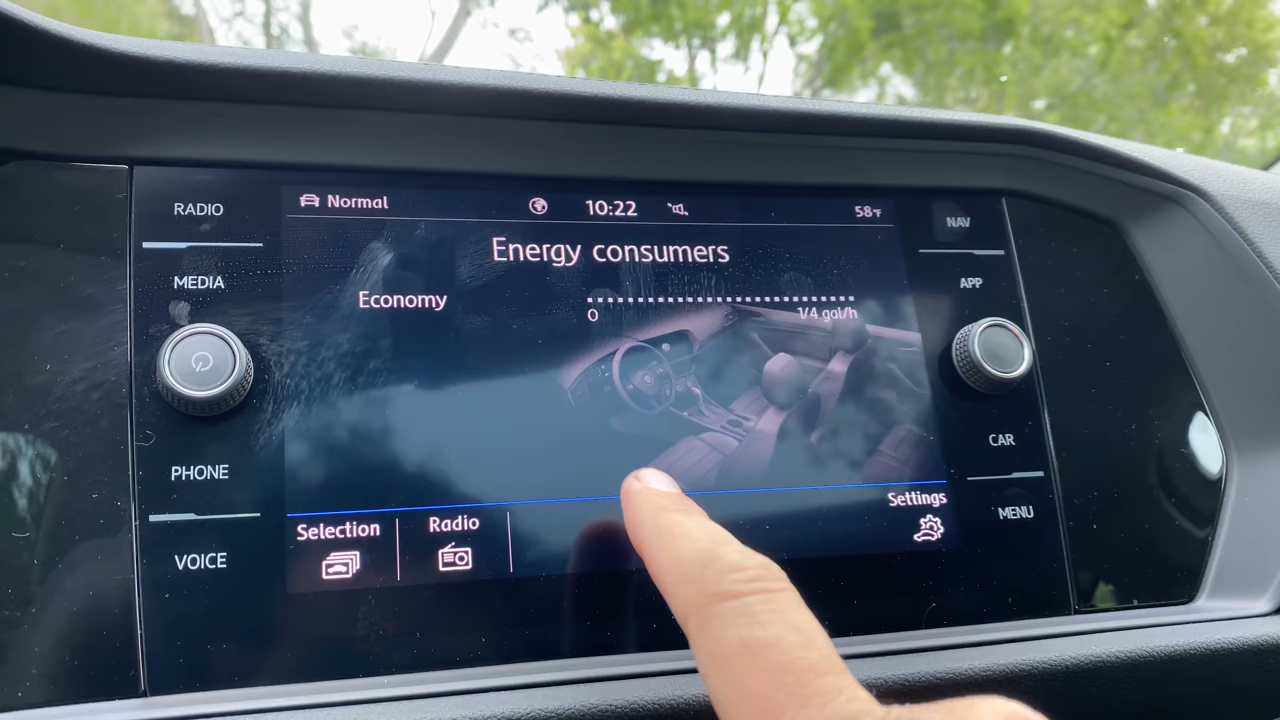 RADIO
MEDIA
PHONE
VOICE
Normal
10:22
58°F
Energy consumers
Economy
0
1/4 gal/h
Selection
Radio
Settings
NAV
APP
CAR
MENU